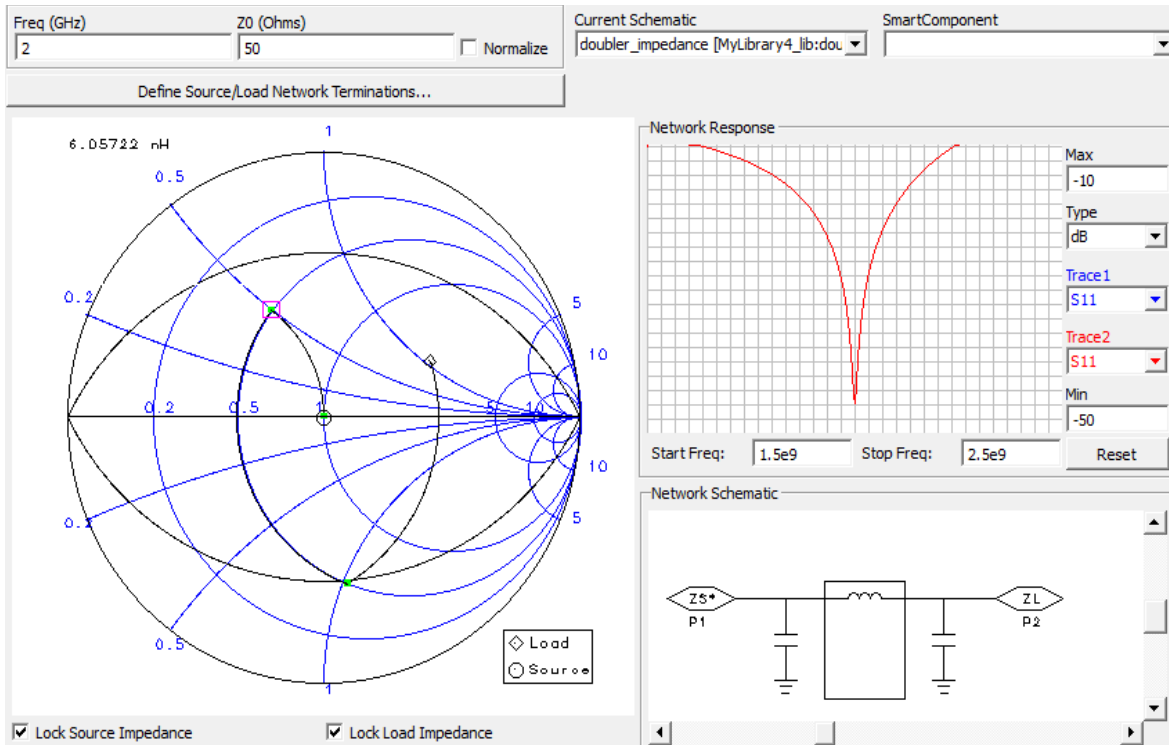 Freq (GHz)
2
Z0 (Ohms)
50
Normalize
Current Schematic
doubler_impedance [MyLibrary4_lib:dou
SmartComponent
Define Source/Load Network Terminations...
6.05722 nH
1
0.5
0.2
5
10
0.2
0.5
1
5
10
10
5
0.2
0.5
1
Load
Source
Lock Source Impedance
Lock Load Impedance
Network Response
Max
-10
Type
dB
Trace1
S11
Trace2
S11
Min
-50
Start Freq:
1.5e9
Stop Freq:
2.5e9
Reset
Network Schematic
ZS*
P1
ZL
P2